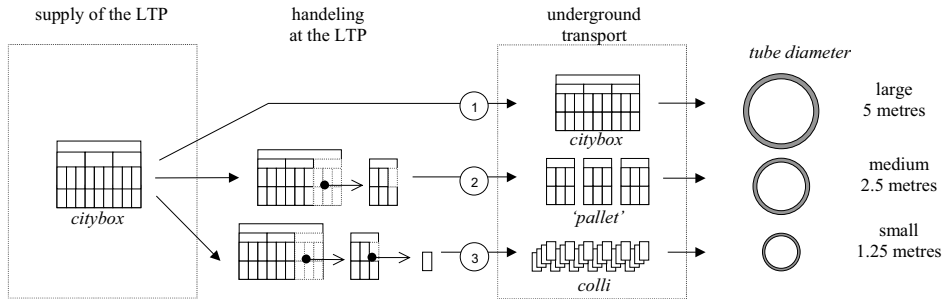 supply of the LTP
handeling
at the LTP
underground
transport
tube diameter
1
citybox
large
5 metres
citybox
2
'pallet'
medium
2.5 metres
3
colli
small
1.25 metres